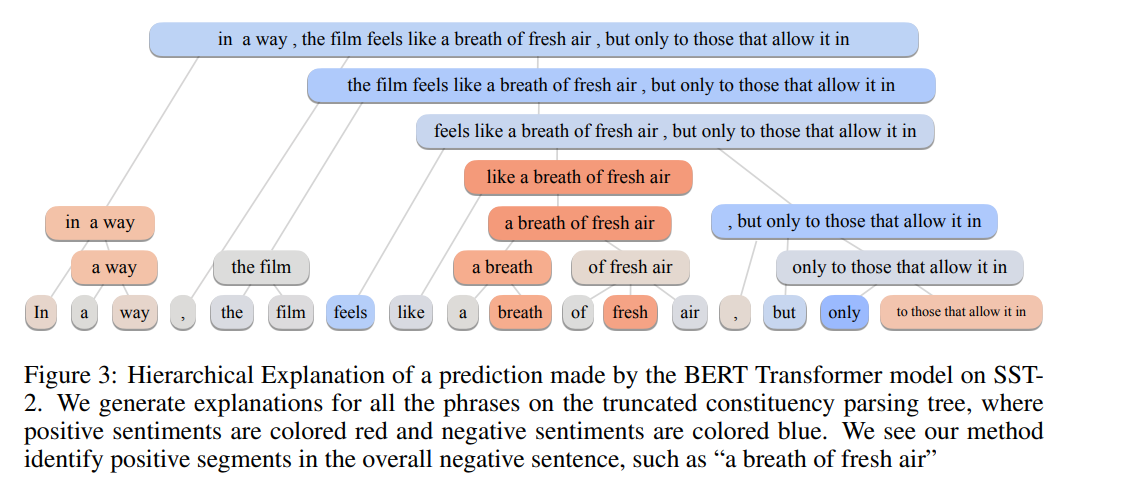 in a way , the film feels like a breath of fresh air , but only to those that allow it in
the film feels like a breath of fresh air , but only to those that allow it in
feels like a breath of fresh air , but only to those that allow it in
like a breath of fresh air
in a way
a breath of fresh air
, but only to those that allow it in
a way
the film
a breath
of fresh air
only to those that allow it in
In a way , the film feels like a breath of fresh air , but only to those that allow it in
Figure 3: Hierarchical Explanation of a prediction made by the BERT Transformer model on SST-
2. We generate explanations for all the phrases on the truncated constituency parsing tree, where
positive sentiments are colored red and negative sentiments are colored blue. We see our method
identify positive segments in the overall negative sentence, such as “a breath of fresh air”